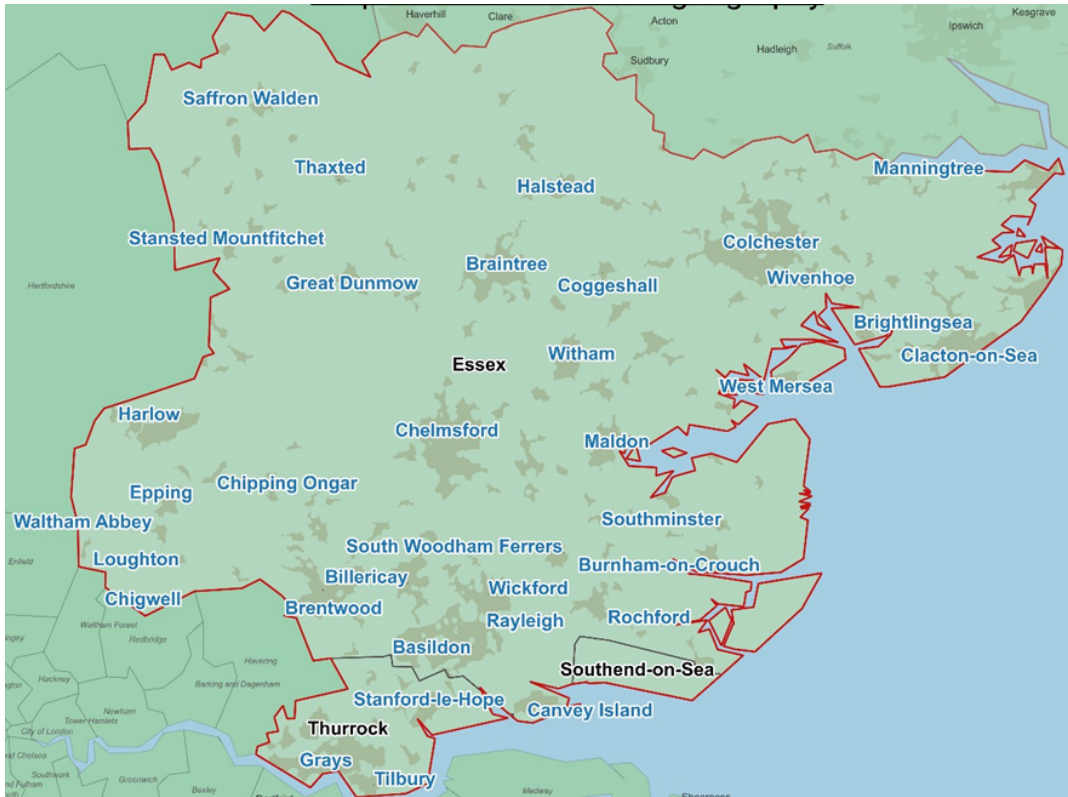 Haverhill
Clare
Acton
Kesgrave
Ipswich
Hadleigh
Suffolk
Sudbury
Saffron Walden
Thaxted
Manningtree
Halstead
Stansted Mountfitchet
Colchester
Braintree
Wivenhoe
Great Dunmow
Coggeshall
Hertfordshire
Brightlingsea
Witham
Clacton-on-Sea
Essex
West Mersea
Harlow
Chelmsford
Maldon
Chipping Ongar
Epping
Waltham Abbey
Southminster
South Woodham Ferrers
Enfield
Loughton
Burnham-on-Crouch
Billericay
Wickford
Chigwell
Brentwood
Rochford
Rayleigh
Waltham Forest
Redbridge
Basildon
Havering
Southend-on-Sea
Hackney
Barking and Dagenham
Stanford-le-Hope
Canvey Island
Newham
Tower Hamlets
Thurrock
City of London
Grays
Southwark
Greenwich
Tilbury
Bexley
Medway